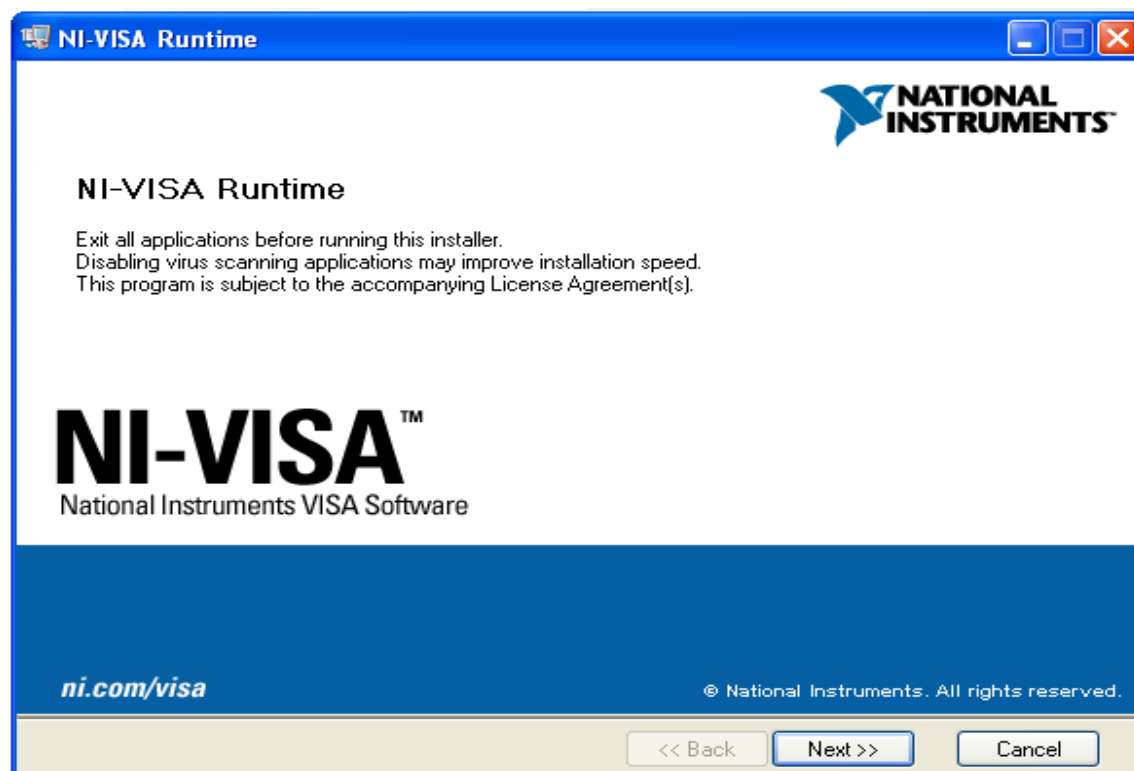 NI-VISA Runtime
NATIONAL
INSTRUMENTS™
NI-VISA Runtime
Exit all applications before running this installer.
Disabling virus scanning applications may improve installation speed.
This program is subject to the accompanying License Agreement(s).
NI-VISA™
National Instruments VISA Software
ni.com/visa
© National Instruments. All rights reserved.
<< Back
Next >>
Cancel